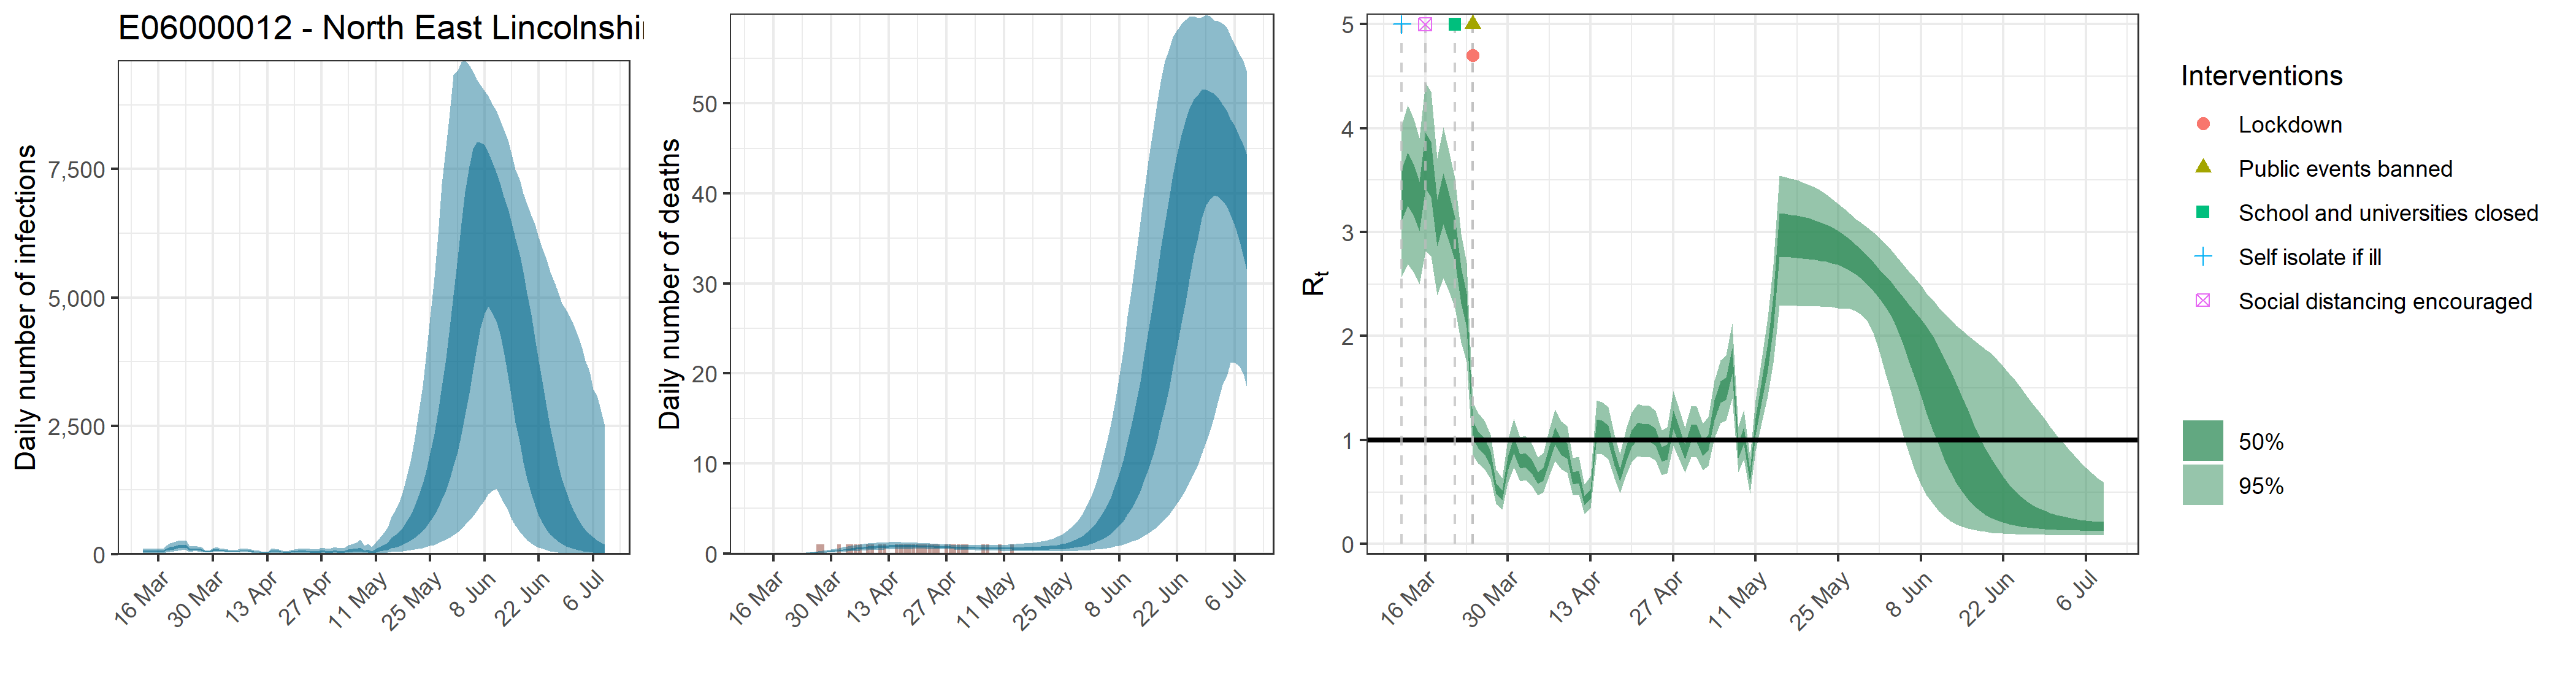 E06000012 - North East Lincolnshi
Daily number of infections
7,500
5,000
2,500
0
16 Mar
30 Mar
13 Apr
27 Apr
11 May
25 May
8 Jun
22 Jun
6 Jul
Daily number of deaths
50
40
30
20
10
0
16 Mar
30 Mar
13 Apr
27 Apr
11 May
25 May
8 Jun
22 Jun
6 Jul
Rt
5
4
3
2
1
0
16 Mar
30 Mar
13 Apr
27 Apr
11 May
25 May
8 Jun
22 Jun
6 Jul
Interventions
Lockdown
Public events banned
School and universities closed
Self isolate if ill
Social distancing encouraged
50%
95%